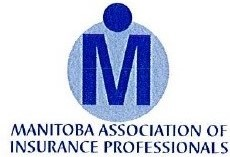 M
MANITOBA ASSOCIATION OF
INSURANCE PROFESSIONALS